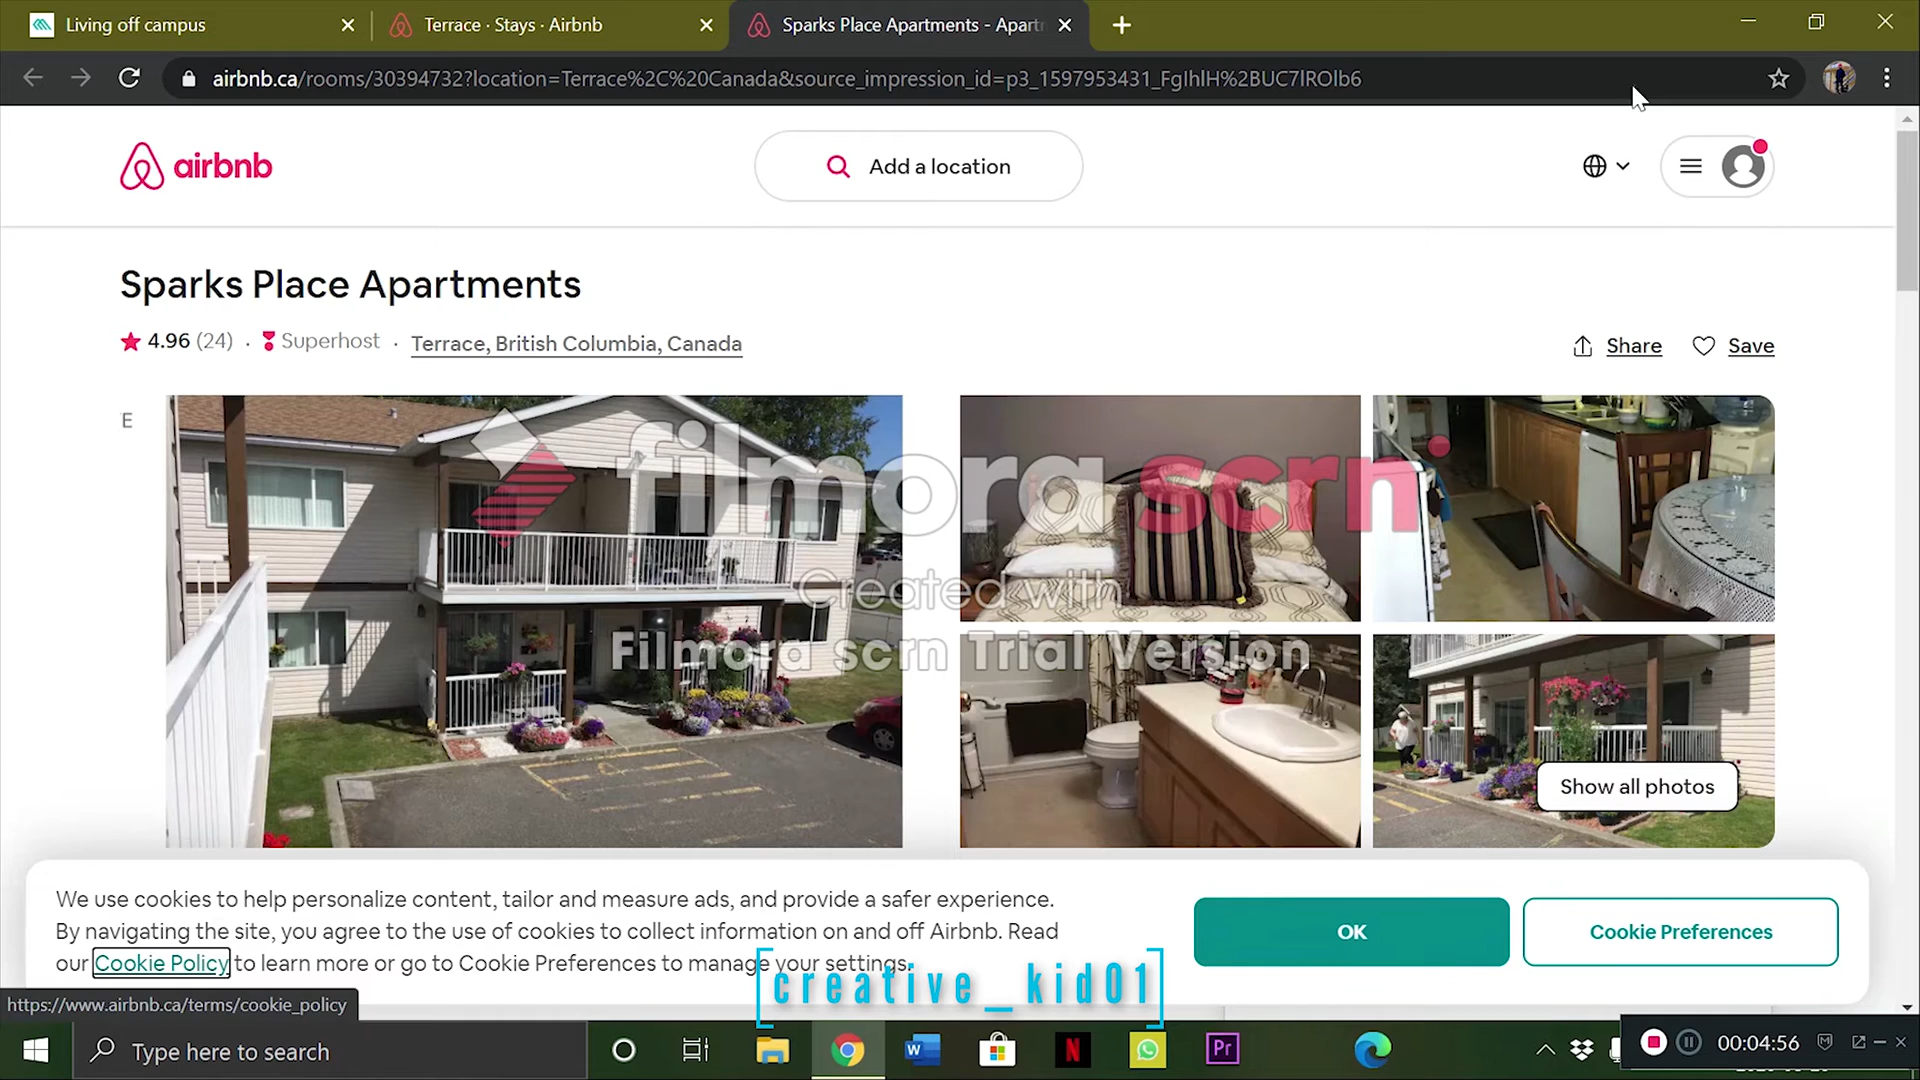 Living off campus
Terrace · Stays · Airbnb
Sparks Place Apartments - Apart
airbnb.ca/rooms/30394732?location=Terrace%2C%20Canada&source_impression_id=p3_1597953431_FgIhlH%2BUC7lROlb6
airbnb
Add a location
Sparks Place Apartments
4.96 (24) · Superhost · Terrace, British Columbia, Canada
Share
Save
E
filmora scrn
Created with
Filmora scrn Trial Version
Show all photos
We use cookies to help personalize content, tailor and measure ads, and provide a safer experience.
By navigating the site, you agree to the use of cookies to collect information on and off Airbnb. Read
our Cookie Policy to learn more or go to Cookie Preferences to manage your settings.
OK
Cookie Preferences
creative_kid01
https://www.airbnb.ca/terms/cookie_policy
Type here to search
W
N
Pr
00:04:56